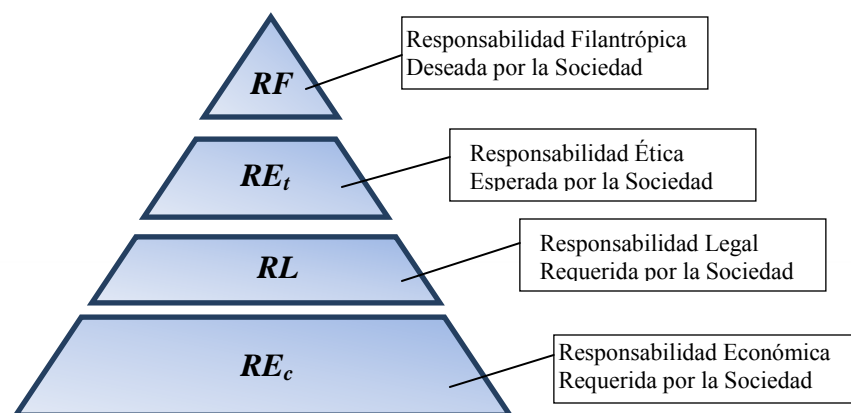 RF
Responsabilidad Filantrópica
Deseada por la Sociedad
REt
Responsabilidad Ética
Esperada por la Sociedad
RL
Responsabilidad Legal
Requerida por la Sociedad
REc
Responsabilidad Económica
Requerida por la Sociedad